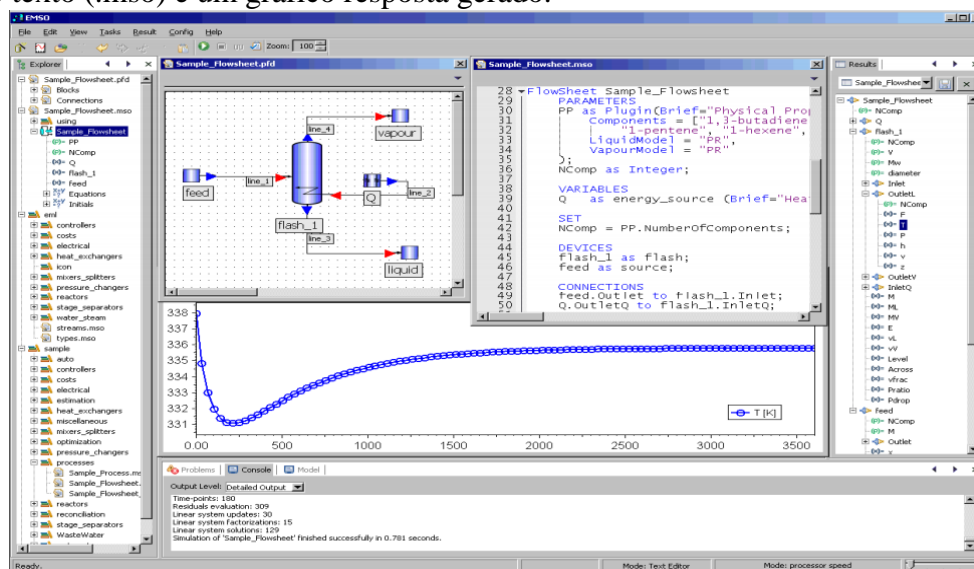 texto (.mso) e um gráfico resposta gerado.
EMSO
File Edit View Tasks Result Config Help
Zoom: 100
Explorer
Sample_Flowsheet.pfd
Blocks
Connections
Sample_Flowsheet.mso
using
Sample_Flowsheet
PP
NComp
Q
flash_1
feed
Equations
Initials
eml
controllers
costs
electrical
heat_exchangers
icon
mixers_splitters
pressure_changers
reactors
stage_separators
water_steam
streams.mso
types.mso
sample
auto
controllers
costs
electrical
estimation
heat_exchangers
miscellaneous
mixers_splitters
optimization
pressure_changers
processes
Sample_Process.ms
Sample_Flowsheet.
Sample_Flowsheet_
reactors
reconciliation
stage_separators
WasteWater
Sample_Flowsheet.pfd
line_4
vapour
feed
line_1
Q
line_2
flash_1
line_3
liquid
Sample_Flowsheet.mso
28 FlowSheet Sample_Flowsheet
29 PARAMETERS
30 PP as Plugin(Brief="Physical Prop
31 Components = ["1,3-butadiene
32 "1-pentene", "1-hexene",
33 LiquidModel = "PR",
34 VapourModel = "PR"
35 );
36 NComp as Integer;
37
38 VARIABLES
39 Q as energy_source (Brief="Hea
40
41 SET
42 NComp = PP.NumberOfComponents;
43
44 DEVICES
45 flash_1 as flash;
46 feed as source;
47
48 CONNECTIONS
49 feed.Outlet to flash_1.Inlet;
50 Q.OutletQ to flash_1.InletQ;
Results
Sample_Flowshee
Sample_Flowsheet
NComp
Q
flash_1
NComp
V
Mw
diameter
Inlet
OutletL
NComp
F
T
P
h
v
z
OutletV
InletQ
M
ML
MV
E
vL
vV
Level
Across
vfrac
Pratio
Pdrop
feed
NComp
M
Outlet
338
337
336
335
334
333
332
331
0.00 500 1000 1500 2000 2500 3000 3500
T [K]
Problems Console Model
Output Level: Detailed Output
Time-points: 180
Residuals evaluation: 309
Linear system updates: 30
Linear system factorizations: 15
Linear system solutions: 129
Simulation of 'Sample_Flowsheet' finished successfully in 0.781 seconds.
Ready.
Mode: Text Editor
Mode: processor speed